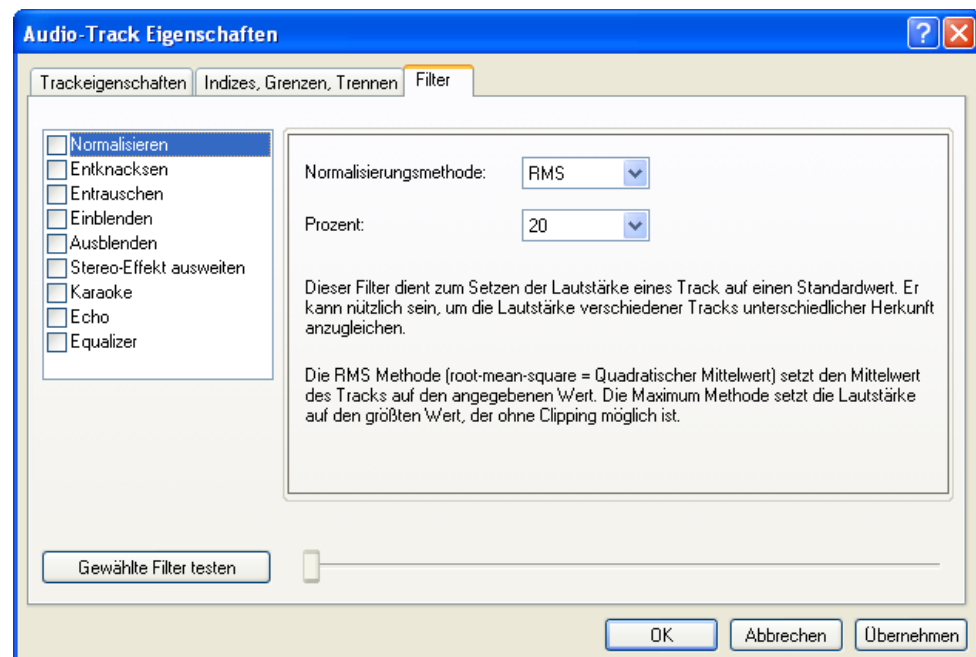 Audio-Track Eigenschaften
Trackeigenschaften
Indizes, Grenzen, Trennen
Filter
Normalisieren
Entknacksen
Entrauschen
Einblenden
Ausblenden
Stereo-Effekt ausweiten
Karaoke
Echo
Equalizer
Normalisierungsmethode:
RMS
Prozent:
20
Dieser Filter dient zum Setzen der Lautstärke eines Track auf einen Standardwert. Er
kann nützlich sein, um die Lautstärke verschiedener Tracks unterschiedlicher Herkunft
anzugleichen.
Die RMS Methode (root-mean-square = Quadratischer Mittelwert) setzt den Mittelwert
des Tracks auf den angegebenen Wert. Die Maximum Methode setzt die Lautstärke
auf den größten Wert, der ohne Clipping möglich ist.
Gewählte Filter testen
OK
Abbrechen
Übernehmen